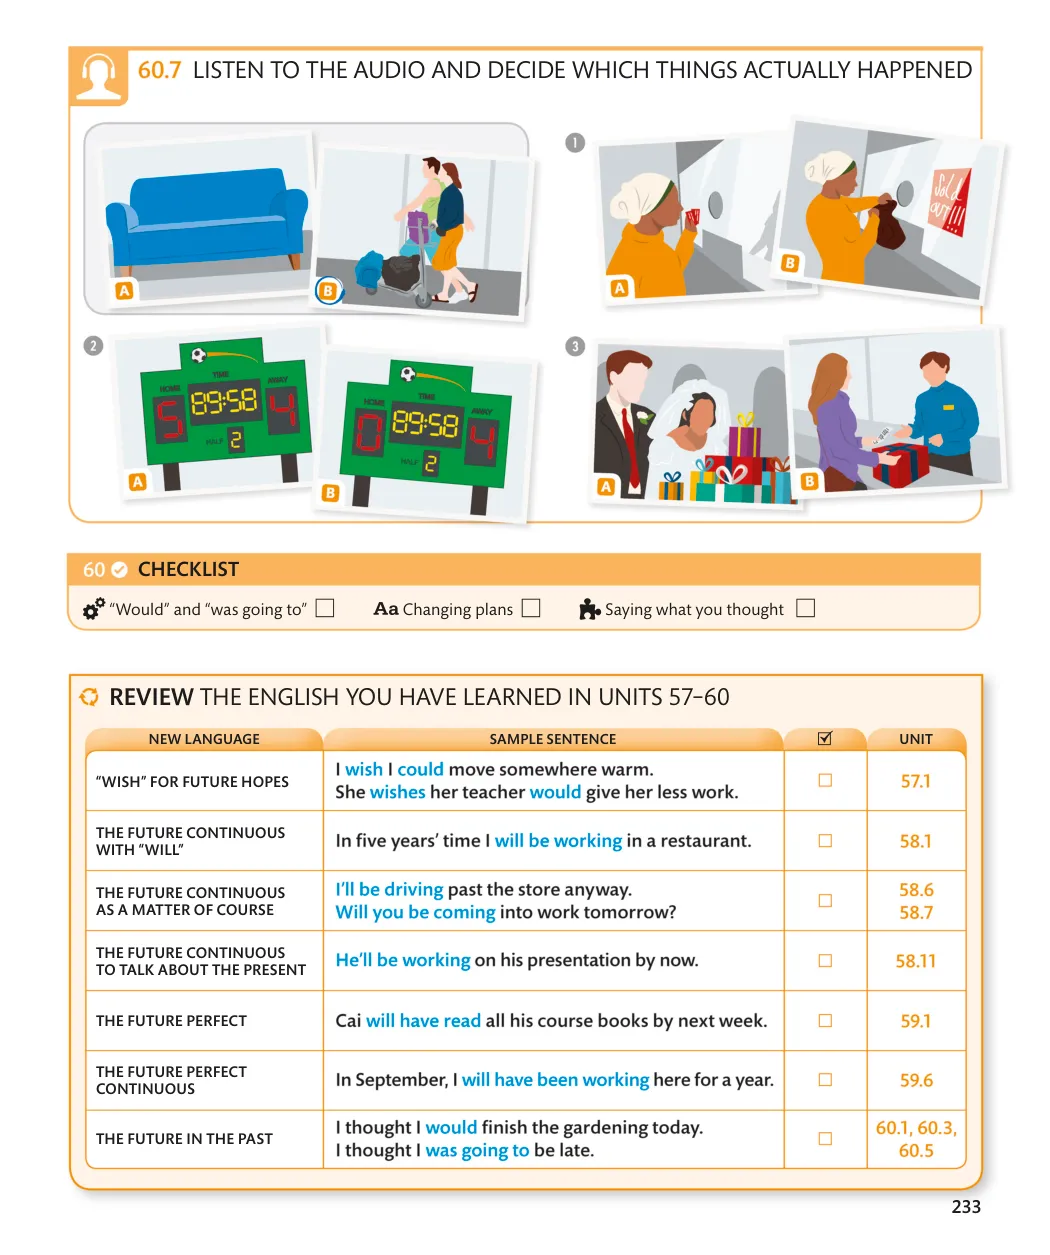 60.7 LISTEN TO THE AUDIO AND DECIDE WHICH THINGS ACTUALLY HAPPENED
A
B
1
A
B
Sold out!!!
2
HOME
TIME
AWAY
5
89:58
4
HALF
2
A
HOME
TIME
AWAY
0
89:58
4
HALF
2
B
3
A
B
60 CHECKLIST
“Would” and “was going to”
Aa Changing plans
Saying what you thought
REVIEW THE ENGLISH YOU HAVE LEARNED IN UNITS 57–60
NEW LANGUAGE
SAMPLE SENTENCE
UNIT
“WISH” FOR FUTURE HOPES
I wish I could move somewhere warm.
She wishes her teacher would give her less work.
57.1
THE FUTURE CONTINUOUS
WITH “WILL”
In five years’ time I will be working in a restaurant.
58.1
THE FUTURE CONTINUOUS
AS A MATTER OF COURSE
I’ll be driving past the store anyway.
Will you be coming into work tomorrow?
58.6
58.7
THE FUTURE CONTINUOUS
TO TALK ABOUT THE PRESENT
He’ll be working on his presentation by now.
58.11
THE FUTURE PERFECT
Cai will have read all his course books by next week.
59.1
THE FUTURE PERFECT
CONTINUOUS
In September, I will have been working here for a year.
59.6
THE FUTURE IN THE PAST
I thought I would finish the gardening today.
I thought I was going to be late.
60.1, 60.3,
60.5
233